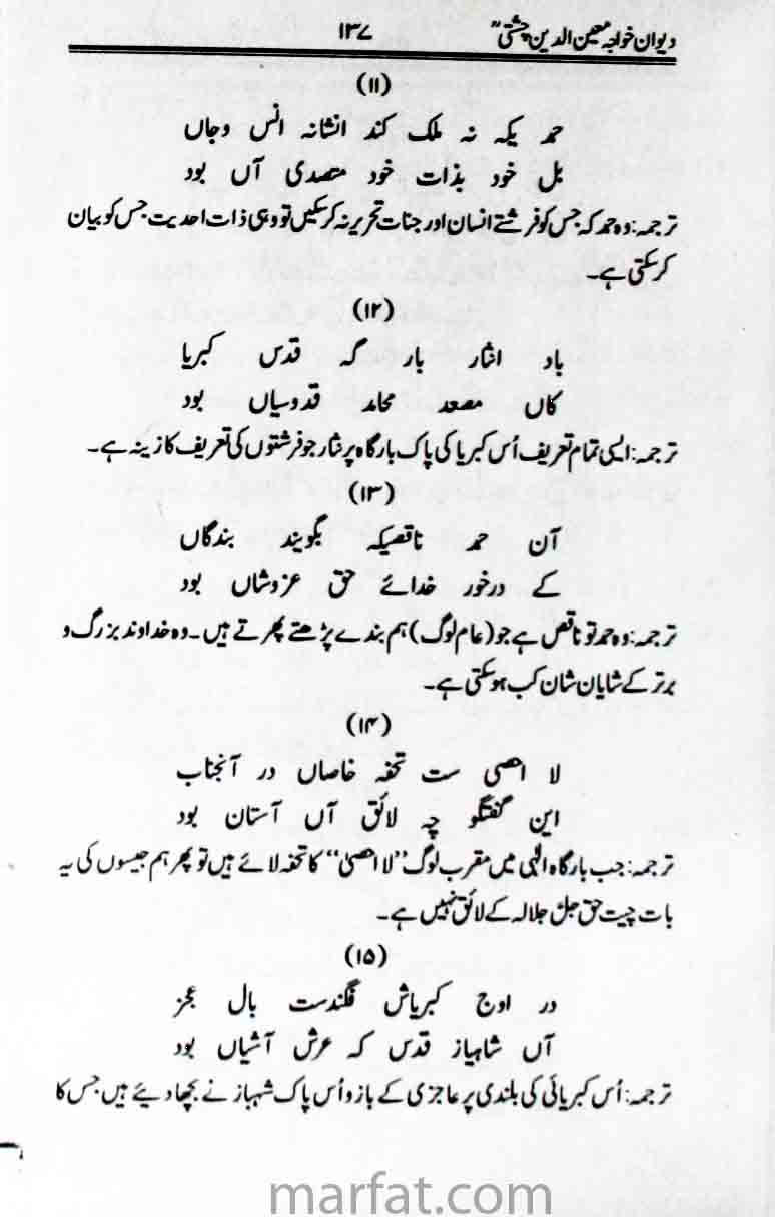 دیوان خواجہ معین الدین چشتیؒ ۱۳۷
(۱۱)
حمد یکہ نہ ملک کند انشانہ انس وجاں
بل خود بذات خود متصدی آں بود
ترجمہ: وہ حمد کہ جس کو فرشتے انسان اور جنات تحریر نہ کرسکیں تو وہی ذات احدیت جس کو بیان
کرسکتی ہے۔
(۱۲)
باد انثار بار گہ قدس کبریا
کاں مصعد محامد قدوسیاں بود
ترجمہ: ایسی تمام تعریف اُس کبریا کی پاک بارگاہ پر نثار جو فرشتوں کی تعریف کا زینہ ہے۔
(۱۳)
آن حمد ناقصیکہ بگویند بندگاں
کے درخور خدائے حق عزوشاں بود
ترجمہ: وہ حمد تو ناقص ہے جو (عام لوگ) ہم بندے پڑھتے پھرتے ہیں۔ وہ خداوند بزرگ و
برتر کے شایان شان کب ہوسکتی ہے۔
(۱۴)
لا احصی ست تحفہ خاصاں در آنجناب
این گفتگو چہ لائق آں آستان بود
ترجمہ: جب بارگاہ الٰہی میں مقرب لوگ ”لا احصیٰ“ کا تحفہ لائے ہیں تو پھر ہم جیسوں کی یہ
بات چیت حق جل جلالہ کے لائق نہیں ہے۔
(۱۵)
در اوج کبریاش فگندست بال عجز
آں شاہباز قدس کہ عرش آشیاں بود
ترجمہ: اُس کبریائی کی بلندی پر عاجزی کے بازو اُس پاک شہباز نے بچھا دیئے ہیں جس کا
marfat.com